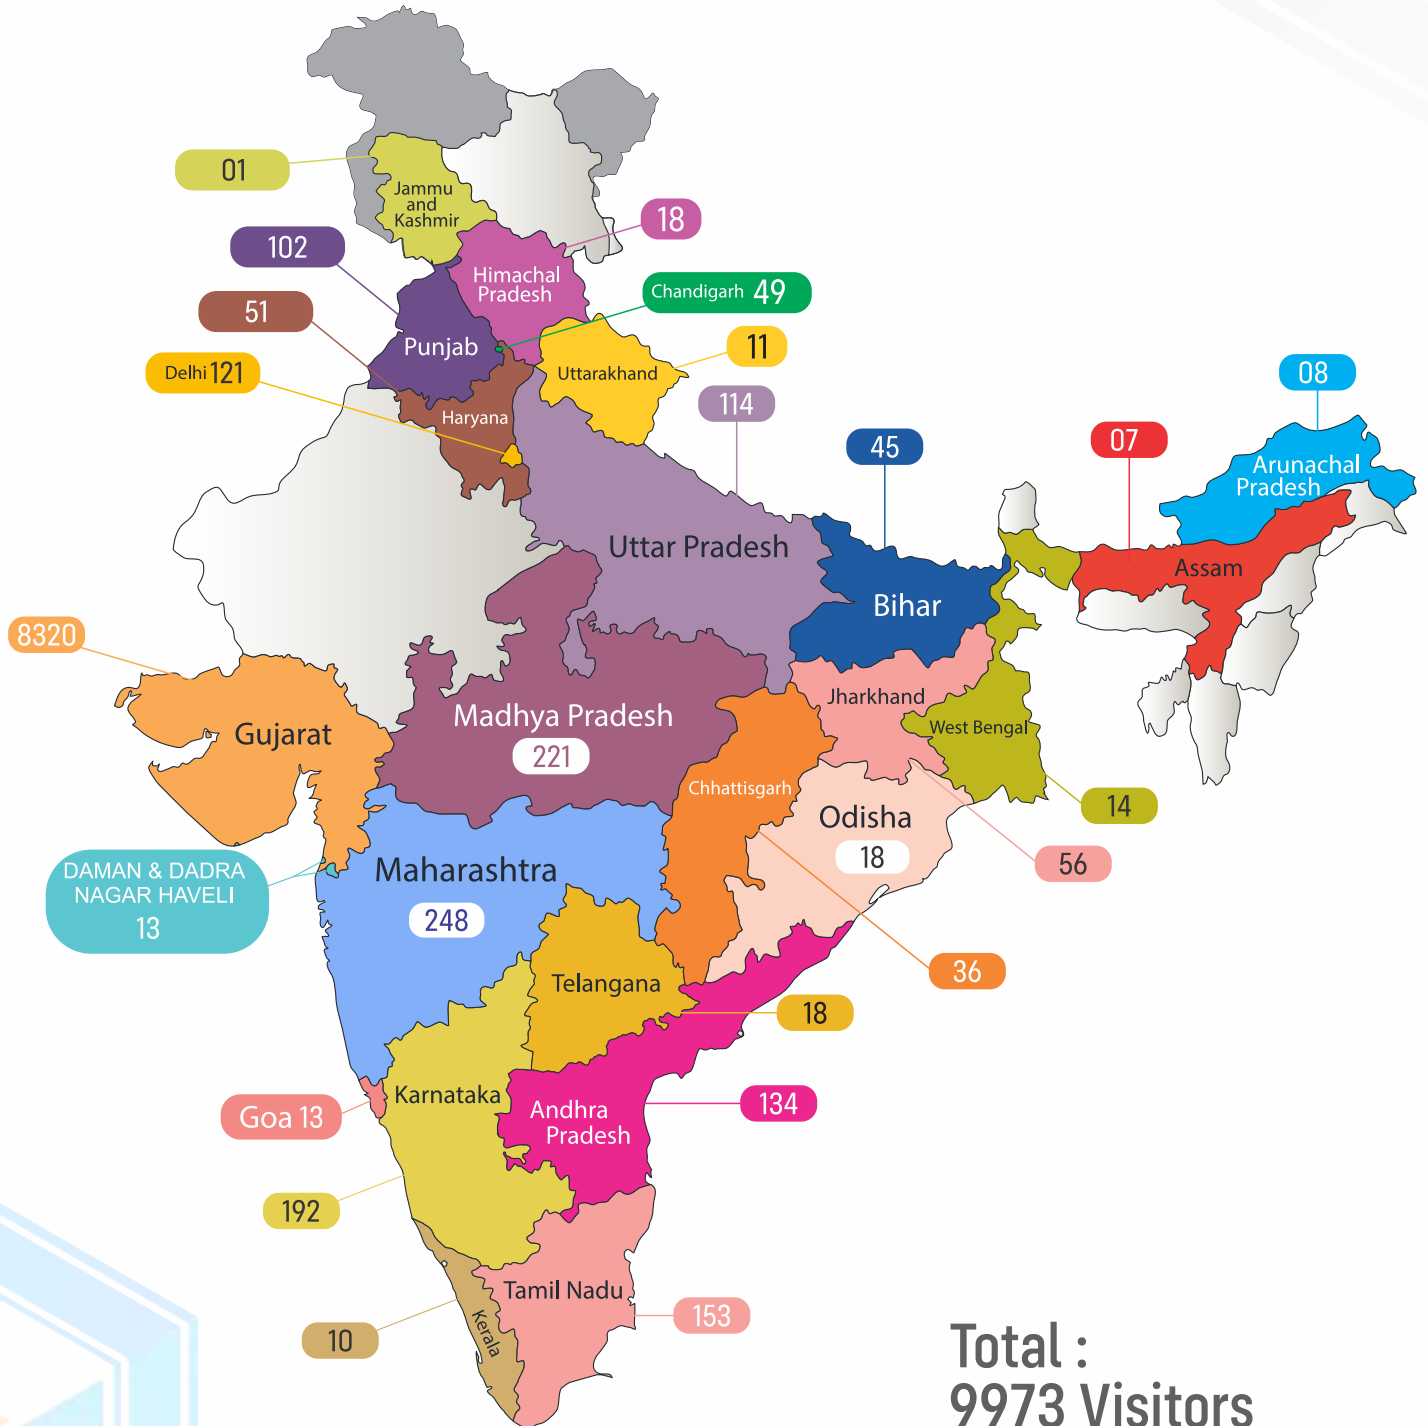 01
Jammu
and
Kashmir
18
102
Himachal
Pradesh
Chandigarh 49
51
Punjab
11
Delhi 121
Uttarakhand
08
114
Haryana
07
45
Arunachal
Pradesh
Uttar Pradesh
Assam
Bihar
8320
Jharkhand
Madhya Pradesh
221
West Bengal
Gujarat
Chhattisgarh
14
Odisha
18
56
DAMAN & DADRA
NAGAR HAVELI
13
Maharashtra
248
36
Telangana
18
Karnataka
134
Goa 13
Andhra
Pradesh
192
Tamil Nadu
153
Kerala
10
Total :
9973 Visitors